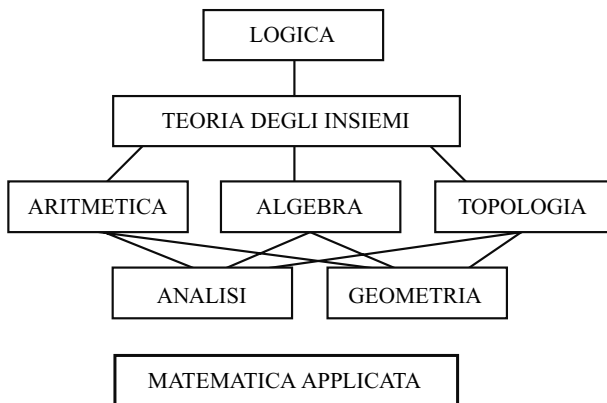 LOGICA
TEORIA DEGLI INSIEMI
ARITMETICA
ALGEBRA
TOPOLOGIA
ANALISI
GEOMETRIA
MATEMATICA APPLICATA